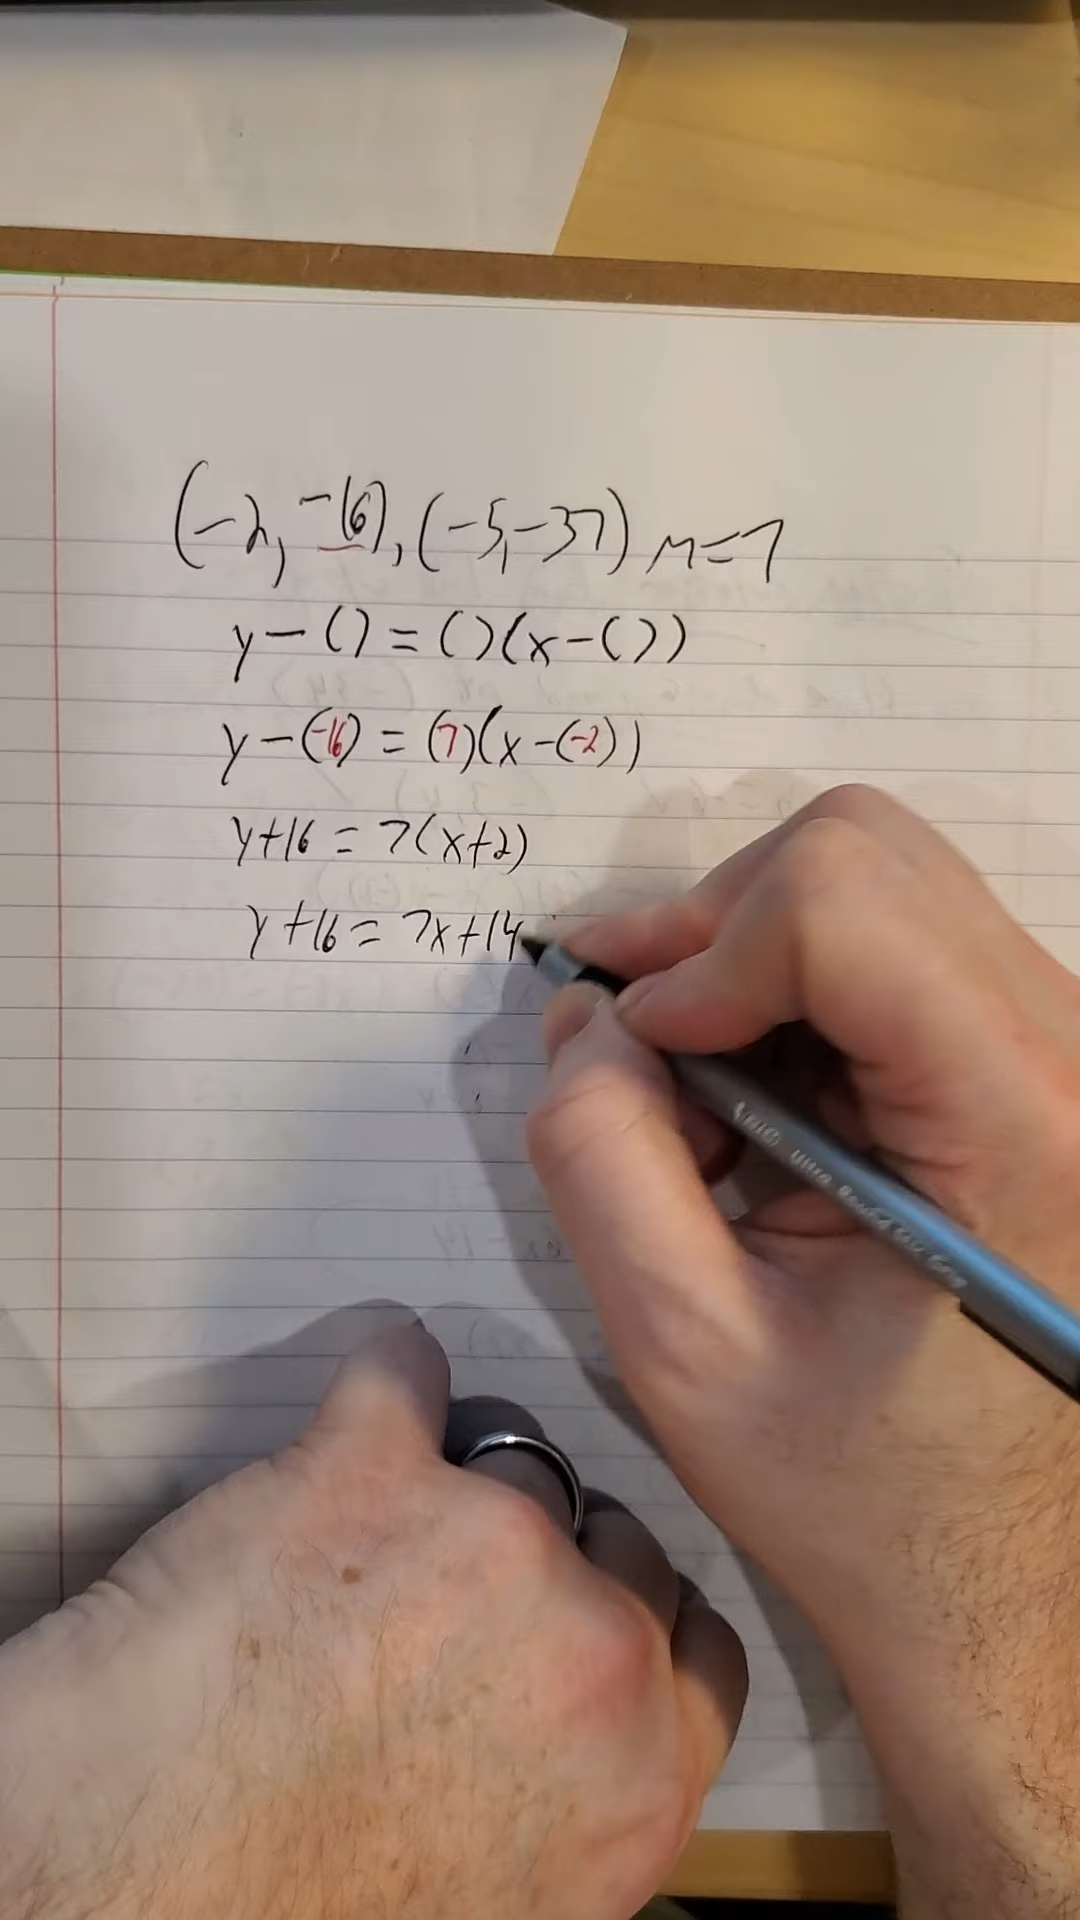 (-2, -16), (-5, -37) m=7
y-()=()(x-())
y-(-16)=(7)(x-(-2))
y+16=7(x+2)
y+16=7x+14